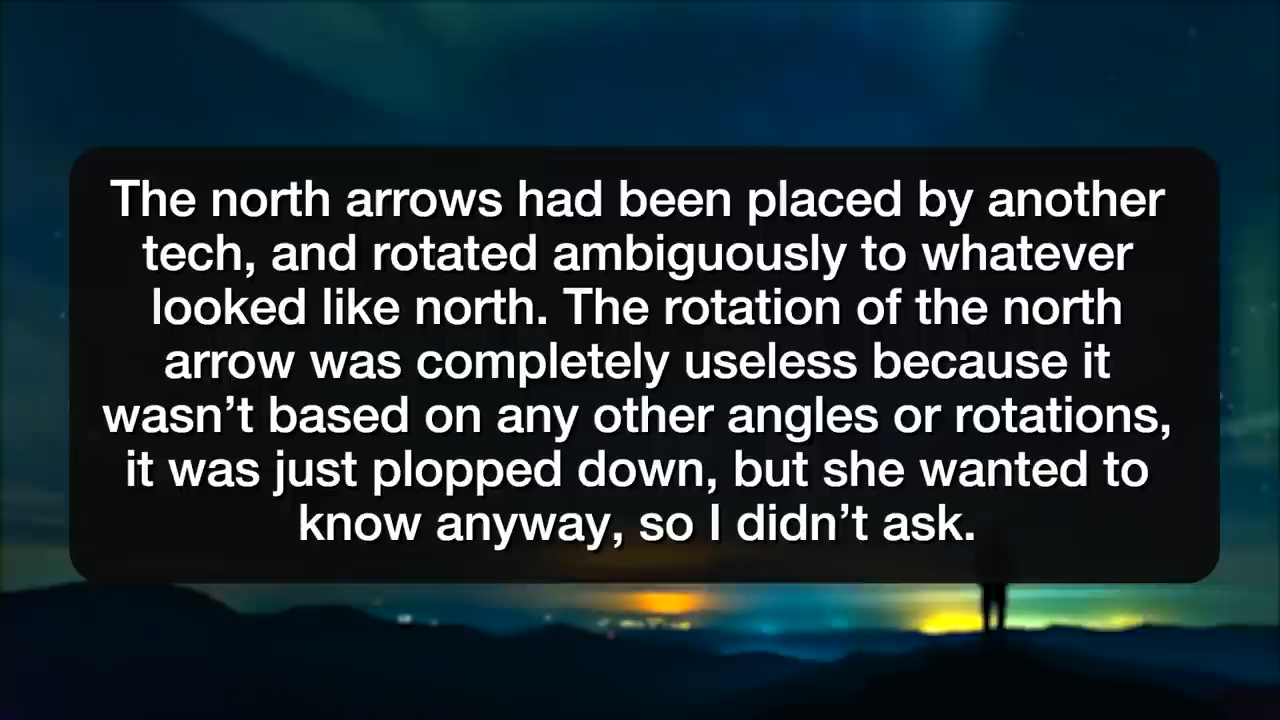 The north arrows had been placed by another
tech, and rotated ambiguously to whatever
looked like north. The rotation of the north
arrow was completely useless because it
wasn’t based on any other angles or rotations,
it was just plopped down, but she wanted to
know anyway, so I didn’t ask.